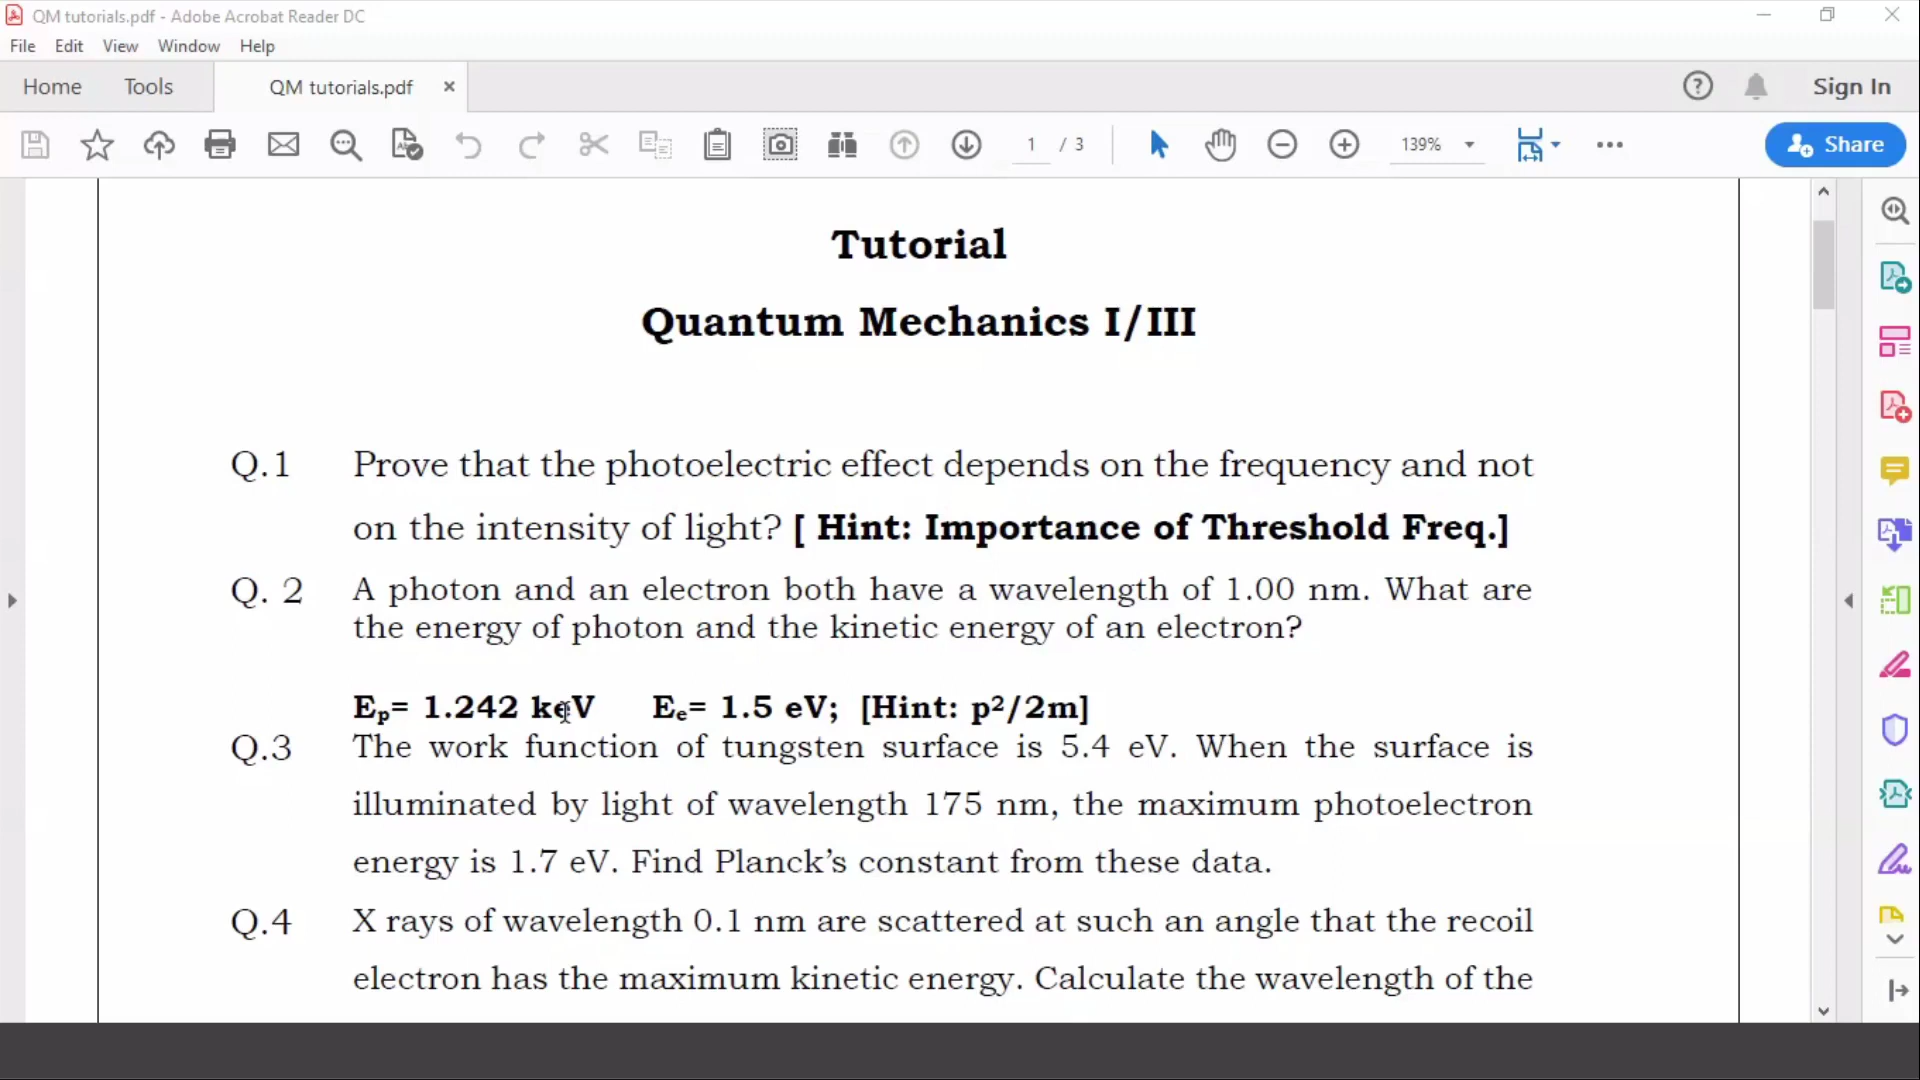 QM tutorials.pdf - Adobe Acrobat Reader DC
File Edit View Window Help
Home Tools QM tutorials.pdf × Sign In
1 / 3 139% Share
Tutorial
Quantum Mechanics I/III
Q.1 Prove that the photoelectric effect depends on the frequency and not
on the intensity of light? [ Hint: Importance of Threshold Freq.]
Q. 2 A photon and an electron both have a wavelength of 1.00 nm. What are
the energy of photon and the kinetic energy of an electron?
Eₚ= 1.242 keV Eₑ= 1.5 eV; [Hint: p²/2m]
Q.3 The work function of tungsten surface is 5.4 eV. When the surface is
illuminated by light of wavelength 175 nm, the maximum photoelectron
energy is 1.7 eV. Find Planck’s constant from these data.
Q.4 X rays of wavelength 0.1 nm are scattered at such an angle that the recoil
electron has the maximum kinetic energy. Calculate the wavelength of the